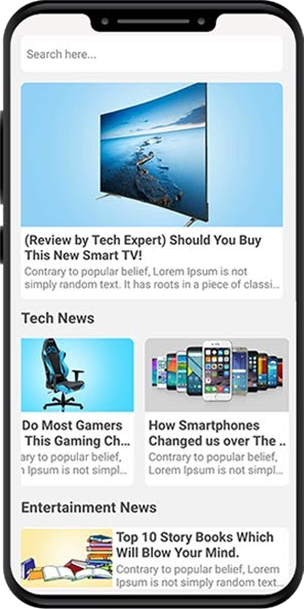 Search here...
(Review by Tech Expert) Should You Buy
This New Smart TV!
Contrary to popular belief, Lorem Ipsum is not
simply random text. It has roots in a piece of classi...
Tech News
Do Most Gamers
This Gaming Ch...
ary to popular belief,
n Ipsum is not simpl...
How Smartphones
Changed us over The ..
Contrary to popular belief,
Lorem Ipsum is not simpl...
Entertainment News
Top 10 Story Books Which
Will Blow Your Mind.
Contrary to popular belief, Lorem
Ipsum is not simply random text.